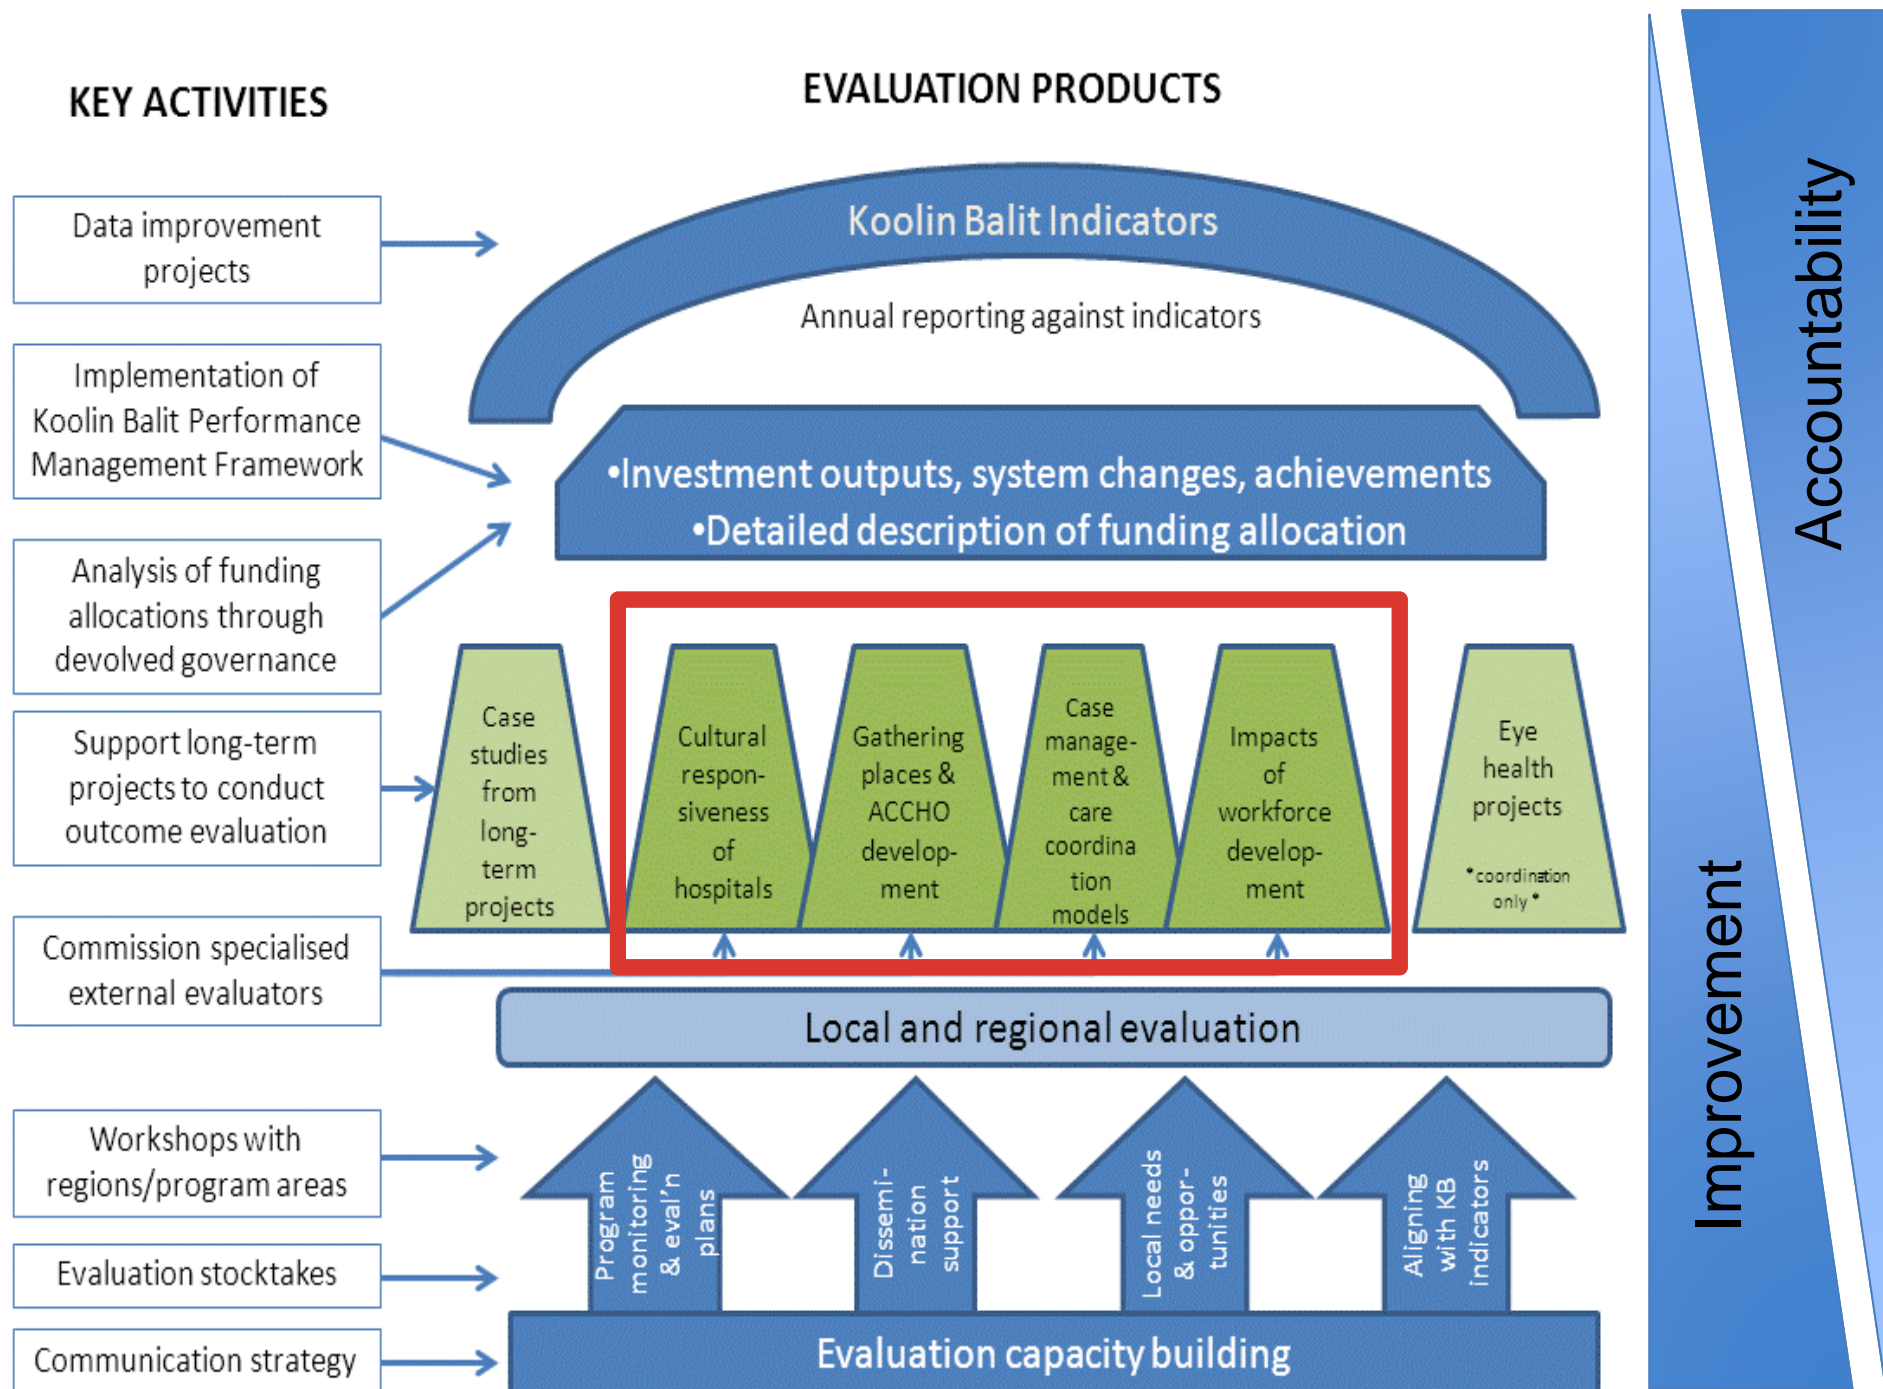 KEY ACTIVITIES
EVALUATION PRODUCTS
Data improvement
projects
Implementation of
Koolin Balit Performance
Management Framework
Analysis of funding
allocations through
devolved governance
Support long-term
projects to conduct
outcome evaluation
Commission specialised
external evaluators
Workshops with
regions/program areas
Evaluation stocktakes
Communication strategy
Koolin Balit Indicators
Annual reporting against indicators
•Investment outputs, system changes, achievements
•Detailed description of funding allocation
Case
studies
from
long-
term
projects
Cultural
respon-
siveness
of
hospitals
Gathering
places &
ACCHO
develop-
ment
Case
manage-
ment &
care
coordina
tion
models
Impacts
of
workforce
develop-
ment
Eye
health
projects
*coordination
only*
Local and regional evaluation
Program
monitoring
& eval'n
plans
Dissemi-
nation
support
Local needs
& oppor-
tunities
Aligning
with KB
indicators
Evaluation capacity building
Accountability
Improvement